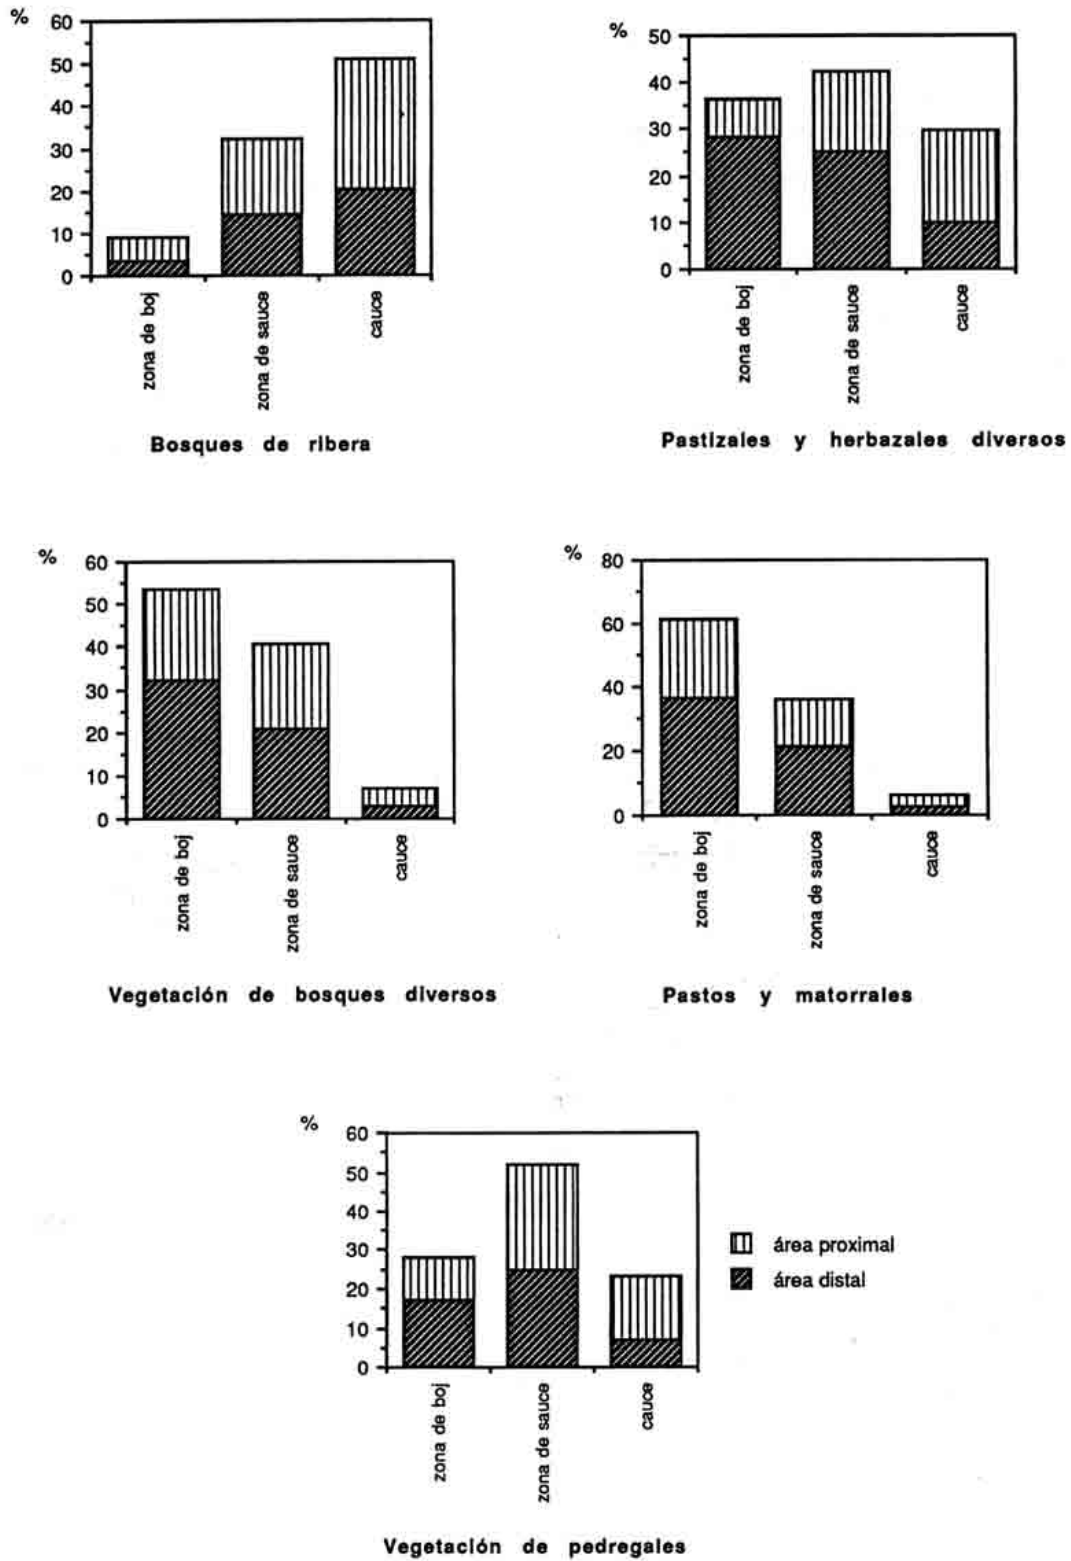 %
60
50
40
30
20
10
0
zona de boj
zona de sauce
cauce
Bosques de ribera
%
50
40
30
20
10
0
zona de boj
zona de sauce
cauce
Pastizales y herbazales diversos
%
60
50
40
30
20
10
0
zona de boj
zona de sauce
cauce
Vegetación de bosques diversos
%
80
60
40
20
0
zona de boj
zona de sauce
cauce
Pastos y matorrales
%
60
50
40
30
20
10
0
zona de boj
zona de sauce
cauce
área proximal
área distal
Vegetación de pedregales